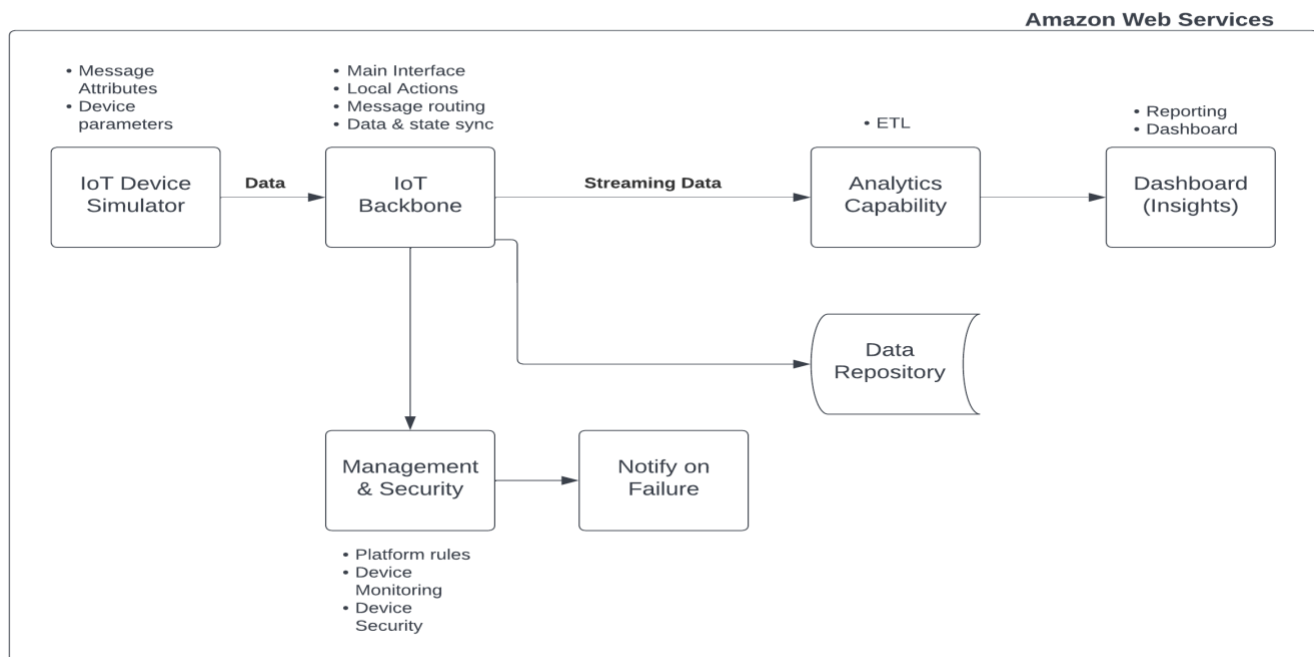 Amazon Web Services
• Message
Attributes
• Device
parameters
• Main Interface
• Local Actions
• Message routing
• Data & state sync
• ETL
• Reporting
• Dashboard
IoT Device
Simulator
Data
IoT
Backbone
Streaming Data
Analytics
Capability
Dashboard
(Insights)
Data
Repository
Management
& Security
Notify on
Failure
• Platform rules
• Device
Monitoring
• Device
Security